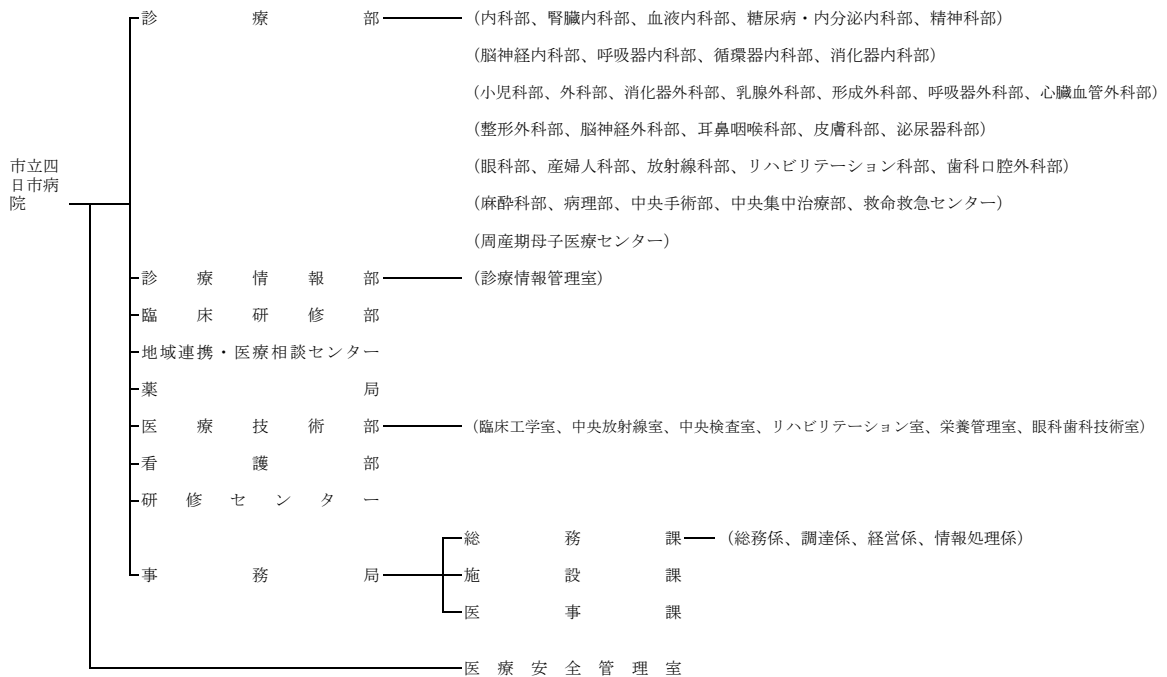 診療部 (内科部、腎臓内科部、血液内科部、糖尿病・内分泌内科部、精神科部)
(脳神経内科部、呼吸器内科部、循環器内科部、消化器内科部)
(小児科部、外科部、消化器外科部、乳腺外科部、形成外科部、呼吸器外科部、心臓血管外科部)
(整形外科部、脳神経外科部、耳鼻咽喉科部、皮膚科部、泌尿器科部)
市立四
日市病
院
(眼科部、産婦人科部、放射線科部、リハビリテーション科部、歯科口腔外科部)
(麻酔科部、病理部、中央手術部、中央集中治療部、救命救急センター)
(周産期母子医療センター)
診療情報部 (診療情報管理室)
臨床研修部
地域連携・医療相談センター
薬局
医療技術部 (臨床工学室、中央放射線室、中央検査室、リハビリテーション室、栄養管理室、眼科歯科技術室)
看護部
研修センター
総務課 (総務係、調達係、経営係、情報処理係)
事務局 施設課
医事課
医療安全管理室